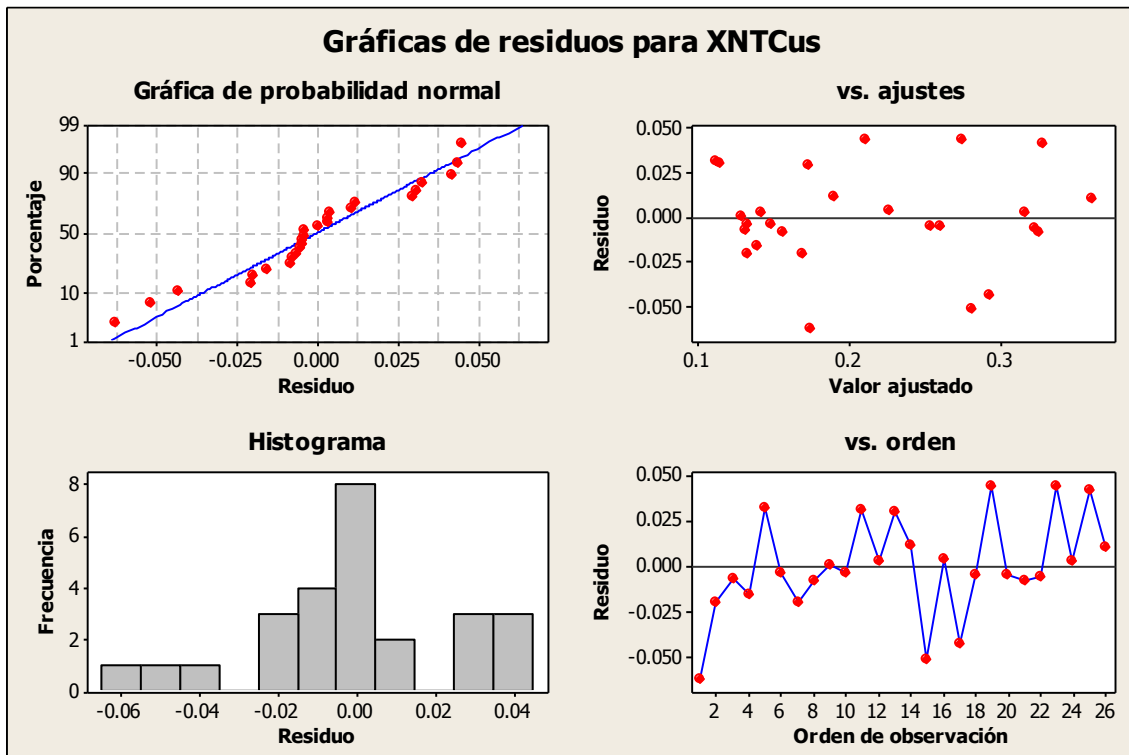 Gráficas de residuos para XNTCus
Gráfica de probabilidad normal
99
90
50
10
1
Porcentaje
-0.050 -0.025 0.000 0.025 0.050
Residuo
vs. ajustes
0.050
0.025
0.000
-0.025
-0.050
Residuo
0.1 0.2 0.3
Valor ajustado
Histograma
8
6
4
2
0
Frecuencia
-0.06 -0.04 -0.02 0.00 0.02 0.04
Residuo
vs. orden
0.050
0.025
0.000
-0.025
-0.050
Residuo
2 4 6 8 10 12 14 16 18 20 22 24 26
Orden de observación